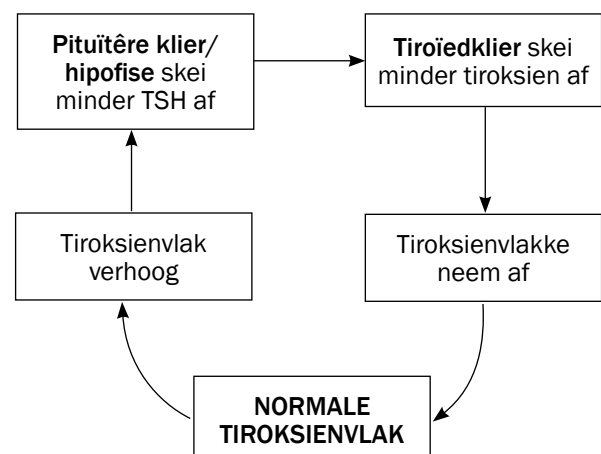 Pituïtêre klier/
hipofise skei
minder TSH af
Tiroïedklier skei
minder tiroksien af
Tiroksienvlak
verhoog
Tiroksienvlakke
neem af
NORMALE
TIROKSIENVLAK